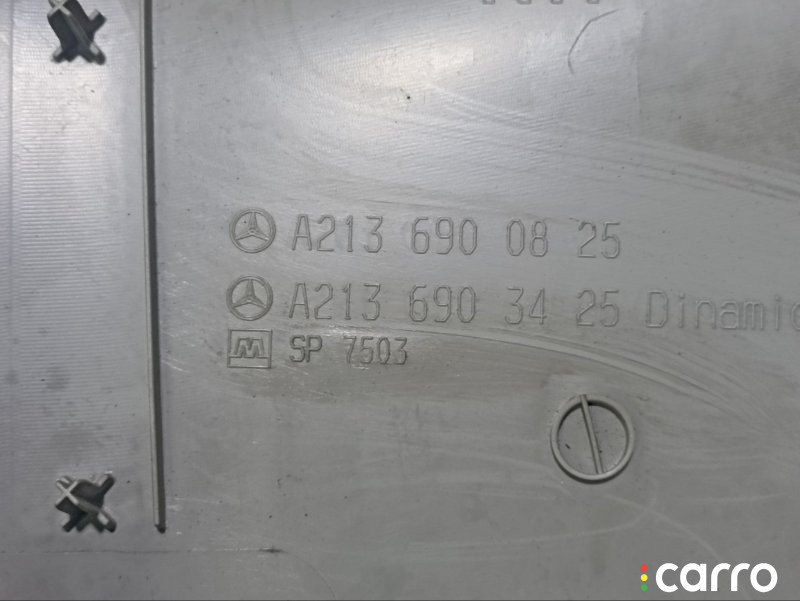 A213 690 08 25
A213 690 34 25 Dinamic
SP 7503
carro